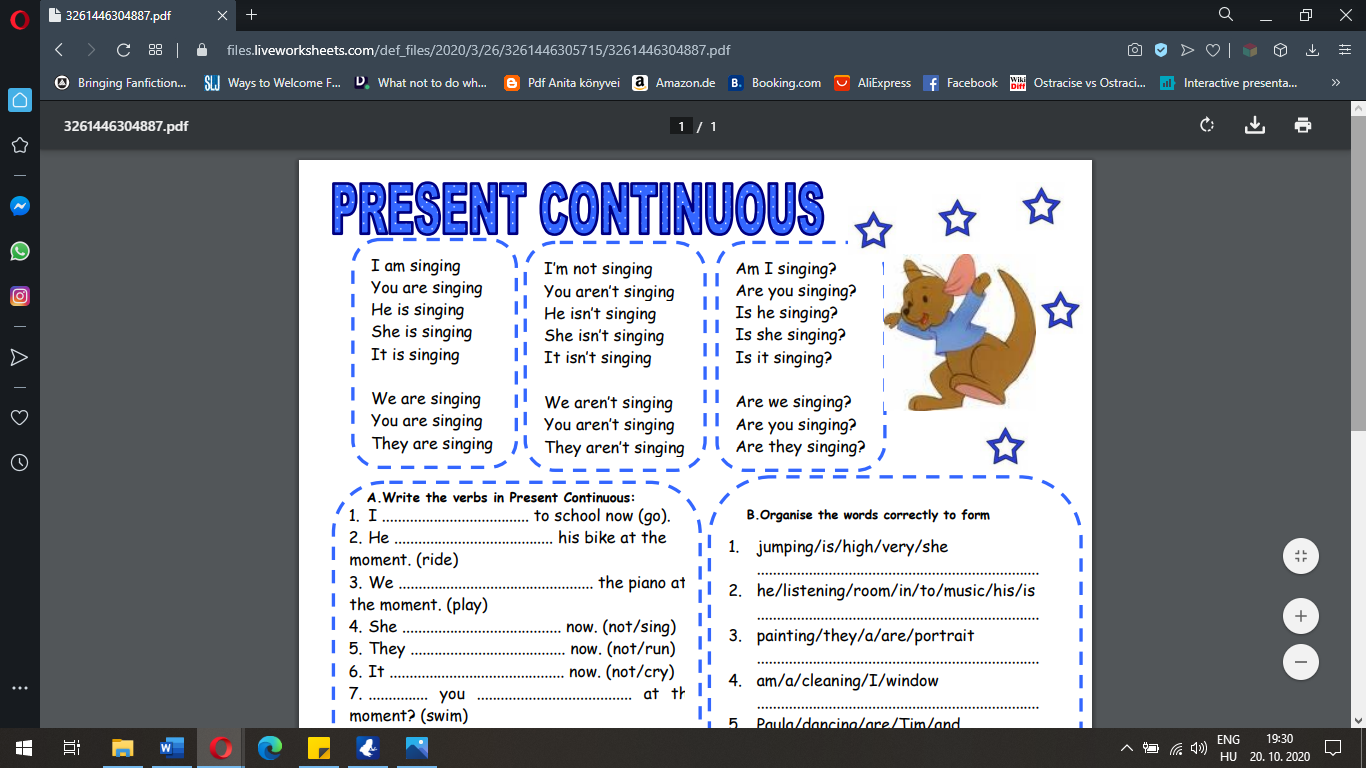 3261446304887.pdf
files.liveworksheets.com/def_files/2020/3/26/3261446305715/3261446304887.pdf
Bringing Fanfiction...
SLJ
Ways to Welcome F...
D.
What not to do wh...
Pdf Anita könyvei
a
Amazon.de
B.
Booking.com
AliExpress
Facebook
Wiki Diff
Ostracise vs Ostraci...
Interactive presenta...
»
3261446304887.pdf
1 / 1
PRESENT CONTINUOUS
I am singing
You are singing
He is singing
She is singing
It is singing
We are singing
You are singing
They are singing
I'm not singing
You aren't singing
He isn't singing
She isn't singing
It isn't singing
We aren't singing
You aren't singing
They aren't singing
Am I singing?
Are you singing?
Is he singing?
Is she singing?
Is it singing?
Are we singing?
Are you singing?
Are they singing?
A.Write the verbs in Present Continuous:
1. I .................................... to school now (go).
2. He ....................................... his bike at the
moment. (ride)
3. We ................................................ the piano at
the moment. (play)
4. She ....................................... now. (not/sing)
5. They ...................................... now. (not/run)
6. It ........................................... now. (not/cry)
7. .............. you ...................................... at th
moment? (swim)
B.Organise the words correctly to form
1. jumping/is/high/very/she
......................................................................
2. he/listening/room/in/to/music/his/is
......................................................................
3. painting/they/a/are/portrait
......................................................................
4. am/a/cleaning/I/window
......................................................................
5. Paula/dancing/are/Tim/and
ENG
HU
19:30
20. 10. 2020